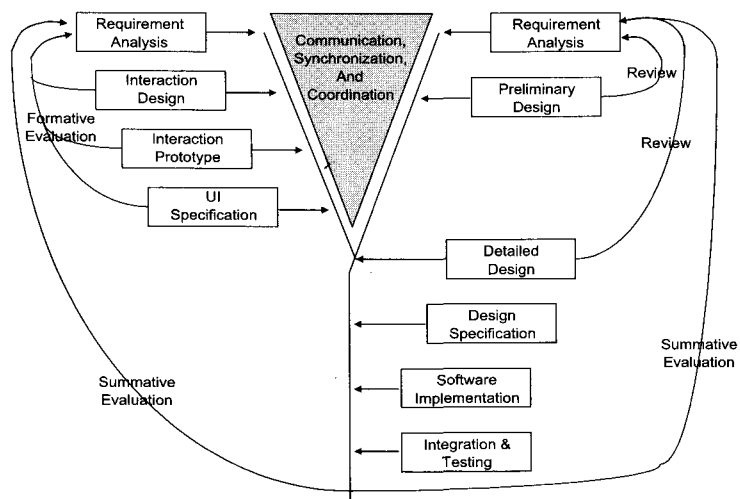 Requirement
Analysis
Communication,
Synchronization,
And
Coordination
Requirement
Analysis
Interaction
Design
Review
Preliminary
Design
Formative
Evaluation
Interaction
Prototype
Review
UI
Specification
Detailed
Design
Design
Specification
Summative
Evaluation
Summative
Evaluation
Software
Implementation
Integration &
Testing